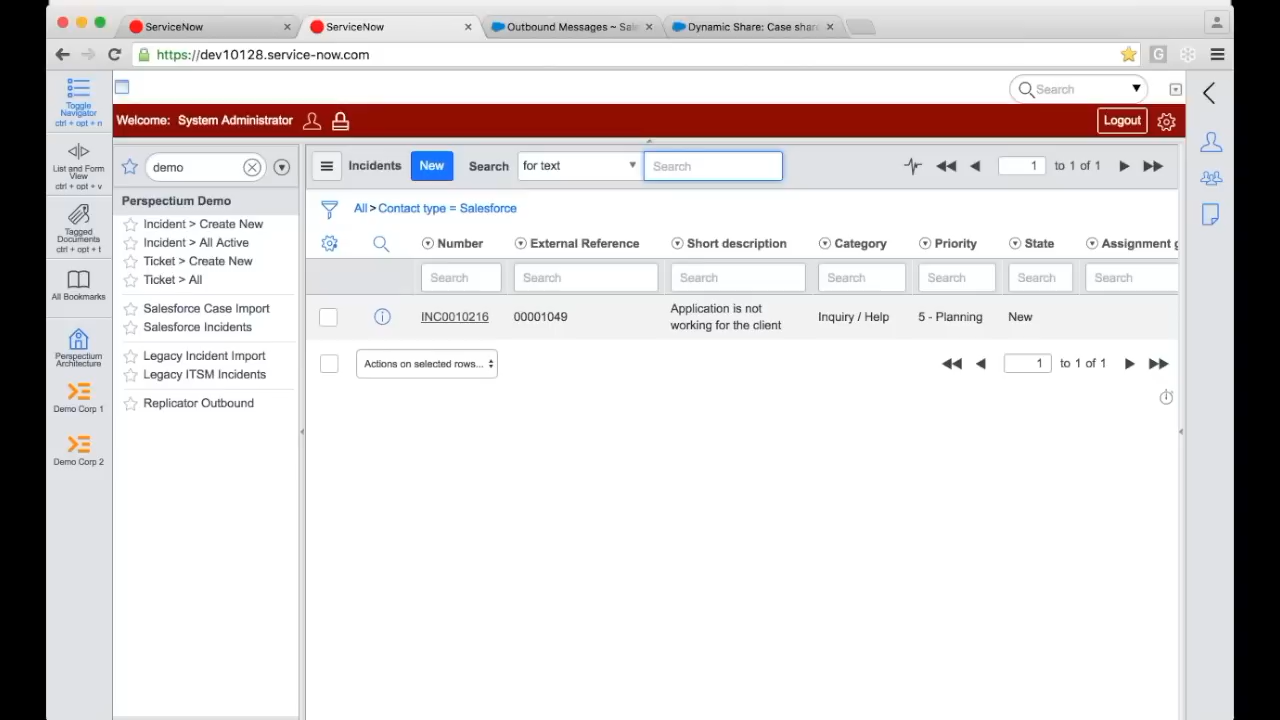 ServiceNow
ServiceNow
Outbound Messages ~ Sale
Dynamic Share: Case share
https://dev10128.service-now.com
G
Toggle
Navigator
ctrl + opt + n
List and Form
View
ctrl + opt + v
Tagged
Documents
ctrl + opt + t
All Bookmarks
Perspectium
Architecture
Demo Corp 1
Demo Corp 2
Search
Welcome: System Administrator
Logout
demo
Perspectium Demo
Incident > Create New
Incident > All Active
Ticket > Create New
Ticket > All
Salesforce Case Import
Salesforce Incidents
Legacy Incident Import
Legacy ITSM Incidents
Replicator Outbound
Incidents New Search for text Search 1 to 1 of 1
All > Contact type = Salesforce
Number External Reference Short description Category Priority State Assignment g
Search Search Search Search Search Search Search
INC0010216 00001049 Application is not working for the client Inquiry / Help 5 - Planning New
Actions on selected rows... 1 to 1 of 1